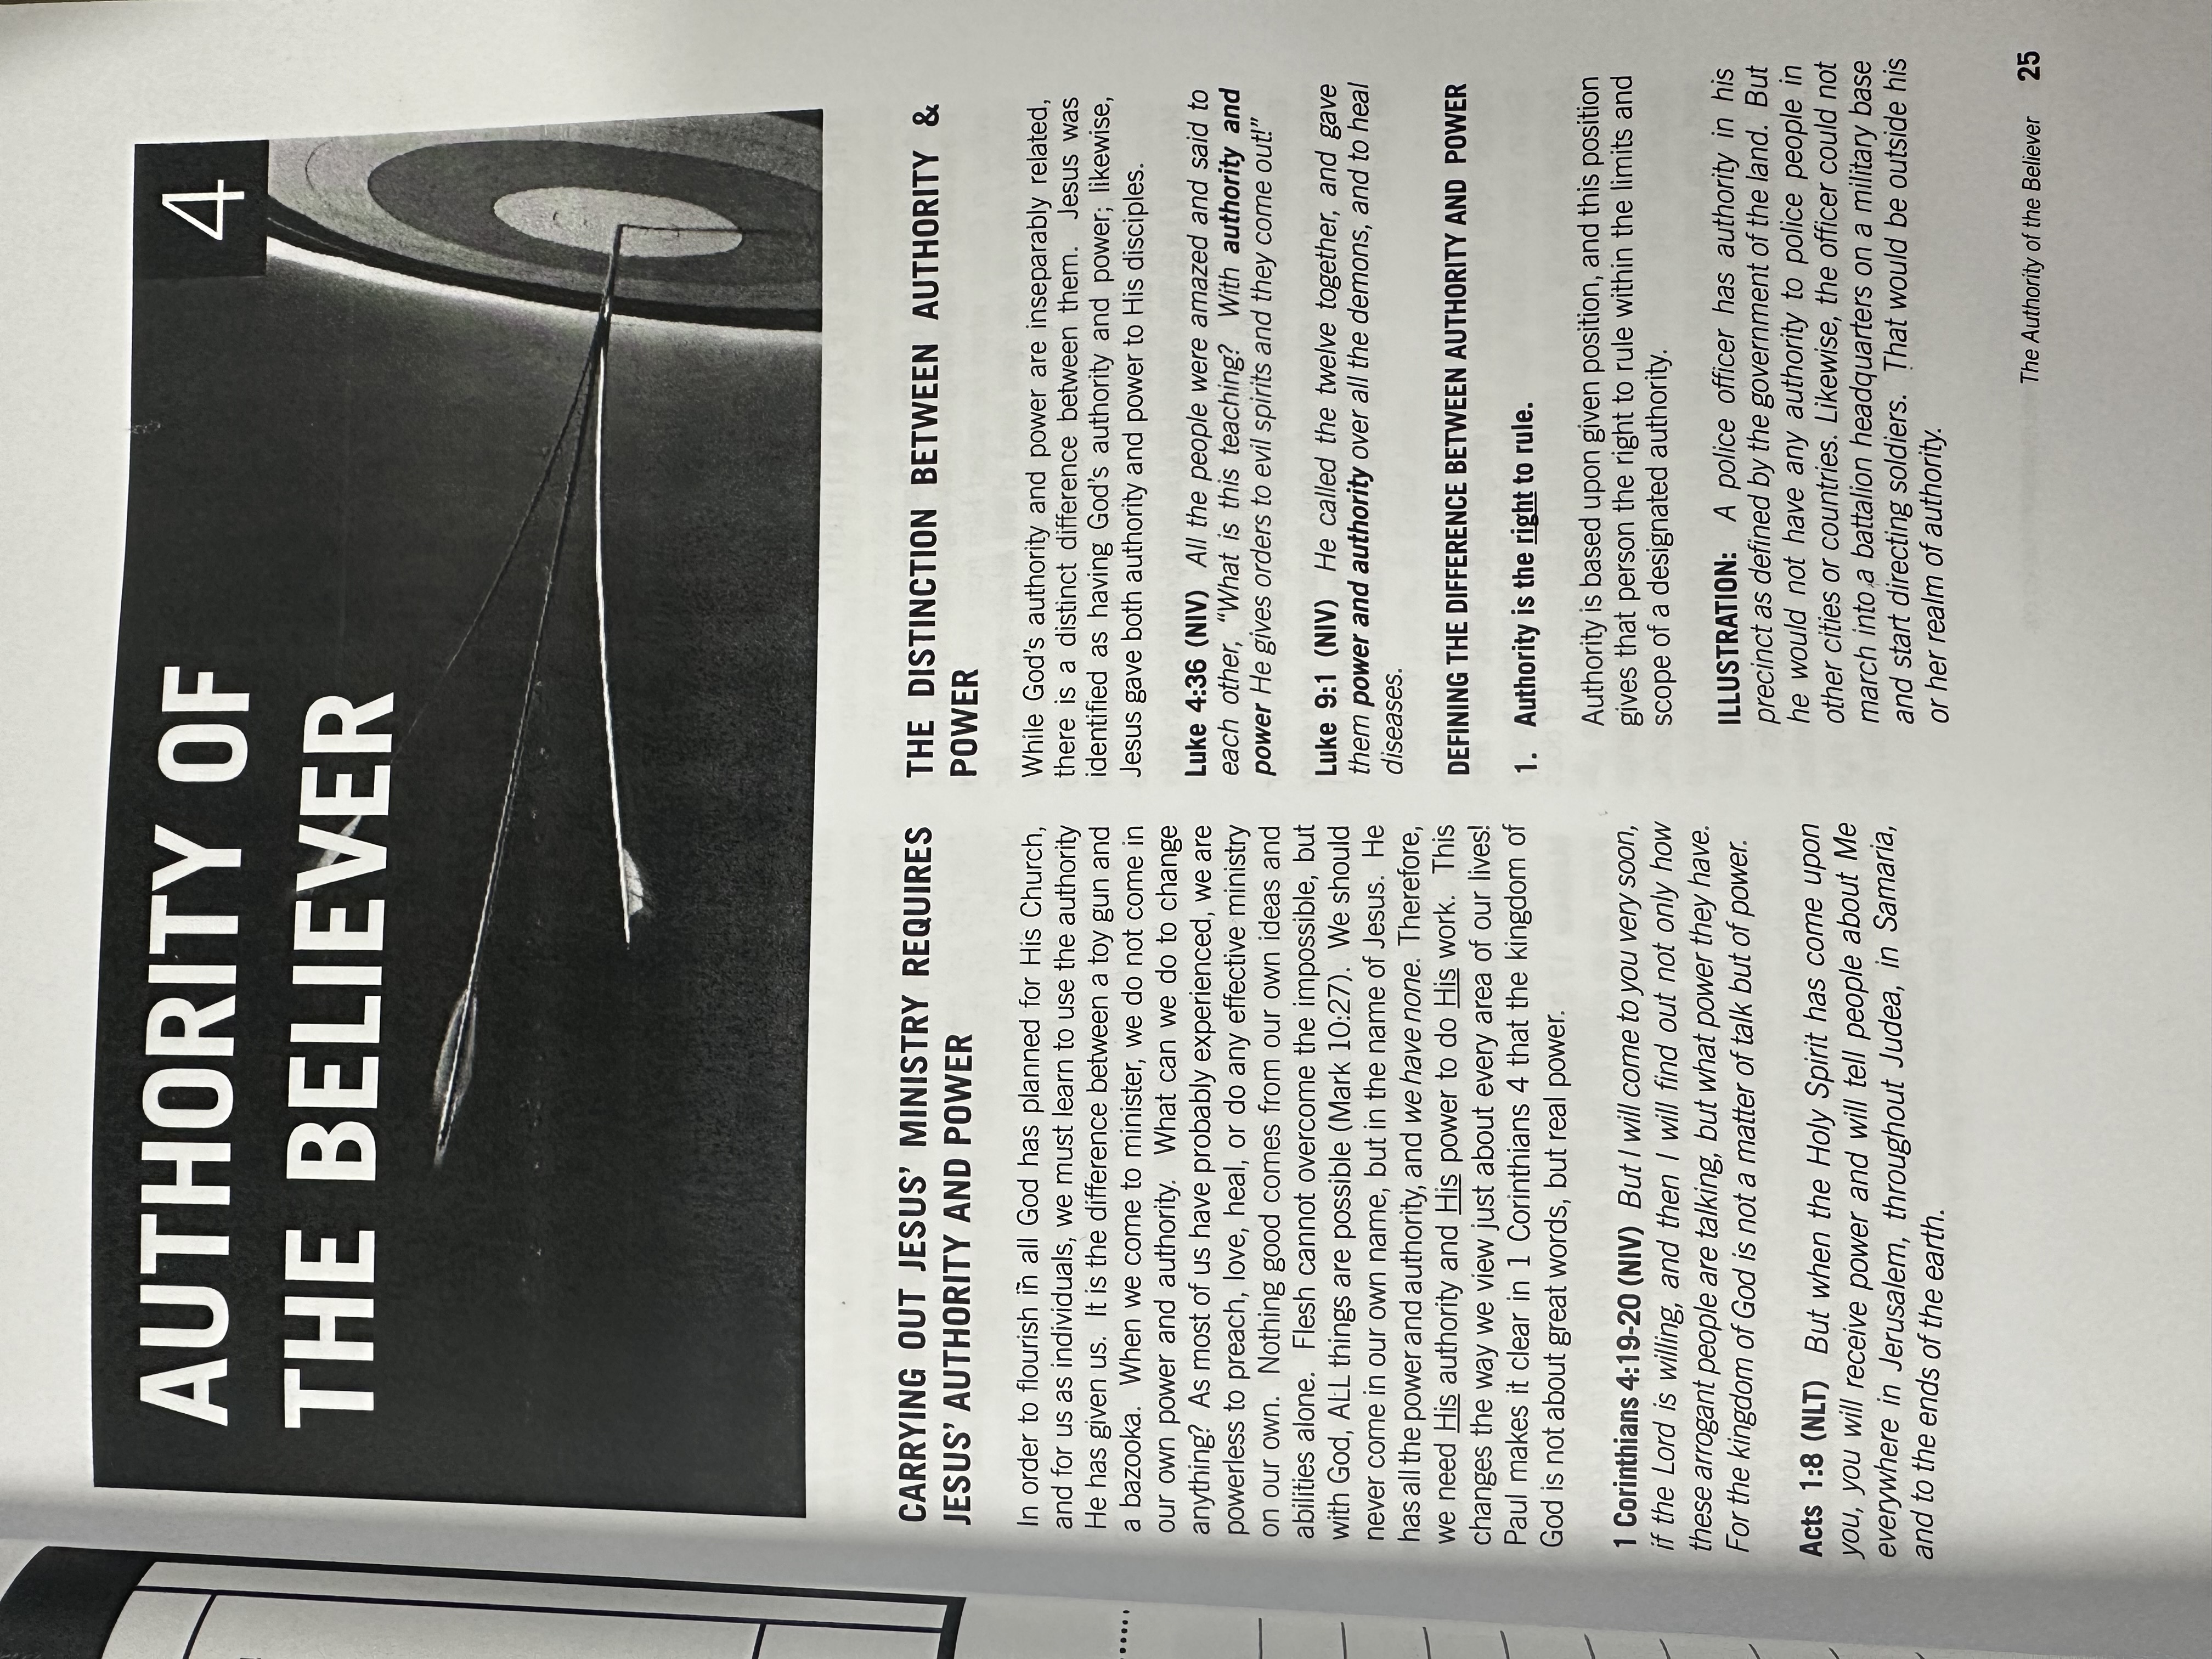 AUTHORITY OF
THE BELIEVER
4
CARRYING OUT JESUS’ MINISTRY REQUIRES
JESUS’ AUTHORITY AND POWER
In order to flourish in all God has planned for His Church,
and for us as individuals, we must learn to use the authority
He has given us. It is the difference between a toy gun and
a bazooka. When we come to minister, we do not come in
our own power and authority. What can we do to change
anything? As most of us have probably experienced, we are
powerless to preach, love, heal, or do any effective ministry
on our own. Nothing good comes from our own ideas and
abilities alone. Flesh cannot overcome the impossible, but
with God, ALL things are possible (Mark 10:27). We should
never come in our own name, but in the name of Jesus. He
has all the power and authority, and we have none. Therefore,
we need His authority and His power to do His work. This
changes the way we view just about every area of our lives!
Paul makes it clear in 1 Corinthians 4 that the kingdom of
God is not about great words, but real power.
1 Corinthians 4:19-20 (NIV) But I will come to you very soon,
if the Lord is willing, and then I will find out not only how
these arrogant people are talking, but what power they have.
For the kingdom of God is not a matter of talk but of power.
Acts 1:8 (NLT) But when the Holy Spirit has come upon
you, you will receive power and will tell people about Me
everywhere in Jerusalem, throughout Judea, in Samaria,
and to the ends of the earth.
THE DISTINCTION BETWEEN AUTHORITY &
POWER
While God’s authority and power are inseparably related,
there is a distinct difference between them. Jesus was
identified as having God’s authority and power; likewise,
Jesus gave both authority and power to His disciples.
Luke 4:36 (NIV) All the people were amazed and said to
each other, “What is this teaching? With authority and
power He gives orders to evil spirits and they come out!”
Luke 9:1 (NIV) He called the twelve together, and gave
them power and authority over all the demons, and to heal
diseases.
DEFINING THE DIFFERENCE BETWEEN AUTHORITY AND POWER
1. Authority is the right to rule.
Authority is based upon given position, and this position
gives that person the right to rule within the limits and
scope of a designated authority.
ILLUSTRATION: A police officer has authority in his
precinct as defined by the government of the land. But
he would not have any authority to police people in
other cities or countries. Likewise, the officer could not
march into a battalion headquarters on a military base
and start directing soldiers. That would be outside his
or her realm of authority.
The Authority of the Believer 25